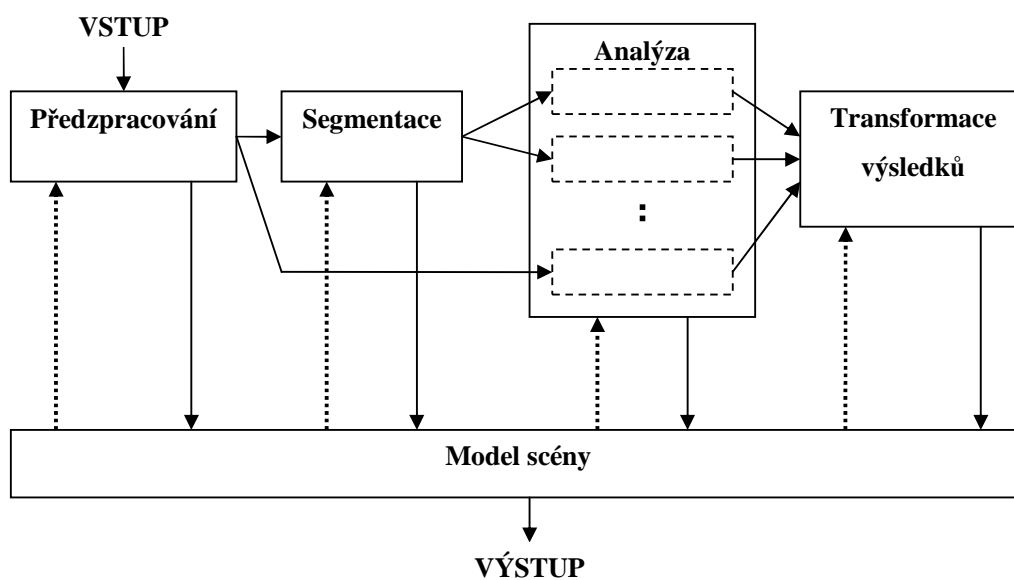 VSTUP
Předzpracování
Segmentace
Analýza
:
Transformace
výsledků
Model scény
VÝSTUP